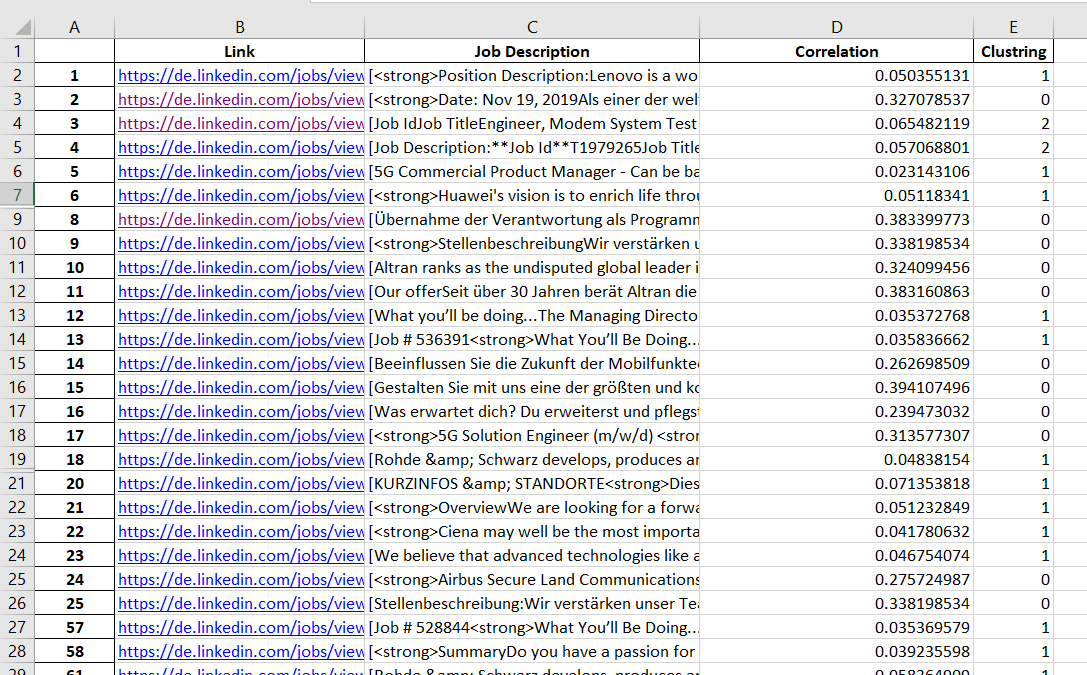 A B C D E
1 Link Job Description Correlation Clustring
2 1 https://de.linkedin.com/jobs/view [<strong>Position Description:Lenovo is a wo 0.050355131 1
3 2 https://de.linkedin.com/jobs/view [<strong>Date: Nov 19, 2019Als einer der wel 0.327078537 0
4 3 https://de.linkedin.com/jobs/view [Job IdJob TitleEngineer, Modem System Test 0.065482119 2
5 4 https://de.linkedin.com/jobs/view [Job Description:**Job Id**T1979265Job Title 0.057068801 2
6 5 https://de.linkedin.com/jobs/view [5G Commercial Product Manager - Can be ba 0.023143106 1
7 6 https://de.linkedin.com/jobs/view [<strong>Huawei's vision is to enrich life throu 0.05118341 1
9 8 https://de.linkedin.com/jobs/view [Übernahme der Verantwortung als Programm 0.383399773 0
10 9 https://de.linkedin.com/jobs/view [<strong>StellenbeschreibungWir verstärken u 0.338198534 0
11 10 https://de.linkedin.com/jobs/view [Altran ranks as the undisputed global leader i 0.324099456 0
12 11 https://de.linkedin.com/jobs/view [Our offerSeit über 30 Jahren berät Altran die 0.383160863 0
13 12 https://de.linkedin.com/jobs/view [What you'll be doing...The Managing Directo 0.035372768 1
14 13 https://de.linkedin.com/jobs/view [Job # 536391<strong>What You'll Be Doing... 0.035836662 1
15 14 https://de.linkedin.com/jobs/view [Beeinflussen Sie die Zukunft der Mobilfunkte 0.262698509 0
16 15 https://de.linkedin.com/jobs/view [Gestalten Sie mit uns eine der größten und ko 0.394107496 0
17 16 https://de.linkedin.com/jobs/view [Was erwartet dich? Du erweiterst und pflegs 0.239473032 0
18 17 https://de.linkedin.com/jobs/view [<strong>5G Solution Engineer (m/w/d) <stron 0.313577307 0
19 18 https://de.linkedin.com/jobs/view [Rohde &amp; Schwarz develops, produces an 0.04838154 1
21 20 https://de.linkedin.com/jobs/view [KURZINFOS &amp; STANDORTE<strong>Dies 0.071353818 1
22 21 https://de.linkedin.com/jobs/view [<strong>OverviewWe are looking for a forwa 0.051232849 1
23 22 https://de.linkedin.com/jobs/view [<strong>Ciena may well be the most importa 0.041780632 1
24 23 https://de.linkedin.com/jobs/view [We believe that advanced technologies like a 0.046754074 1
25 24 https://de.linkedin.com/jobs/view [<strong>Airbus Secure Land Communications 0.275724987 0
26 25 https://de.linkedin.com/jobs/view [Stellenbeschreibung:Wir verstärken unser Te 0.338198534 0
27 57 https://de.linkedin.com/jobs/view [Job # 528844<strong>What You'll Be Doing... 0.035369579 1
28 58 https://de.linkedin.com/jobs/view [<strong>SummaryDo you have a passion for 0.039235598 1
29 61 https://de.linkedin.com/jobs/view [Rohde &amp; Schwarz develops, produces an 1